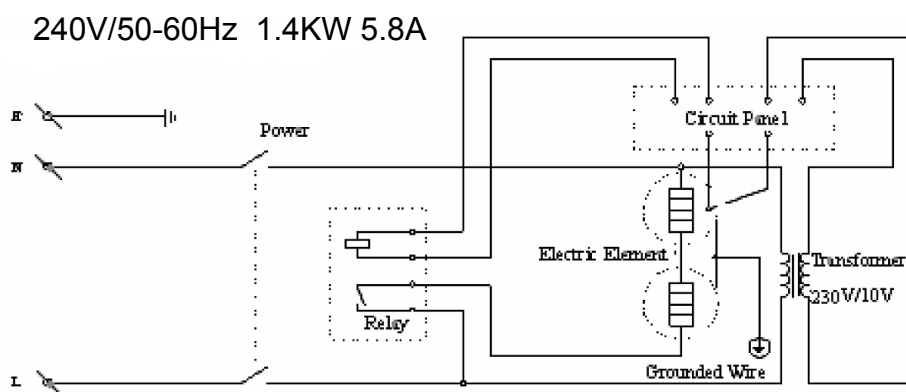 240V/50-60Hz 1.4KW 5.8A
E
Circuit Panel
Power
N
Electric Element
Transformer
230V/10V
Relay
Grounded Wire
L